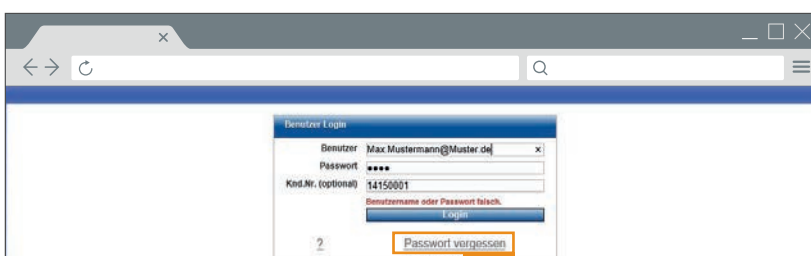 Benutzer Login
Benutzer Max.Mustermann@Muster.de x
Passwort ••••
Knd.Nr. (optional) 14150001
Benutzername oder Passwort falsch.
Login
? Passwort vergessen